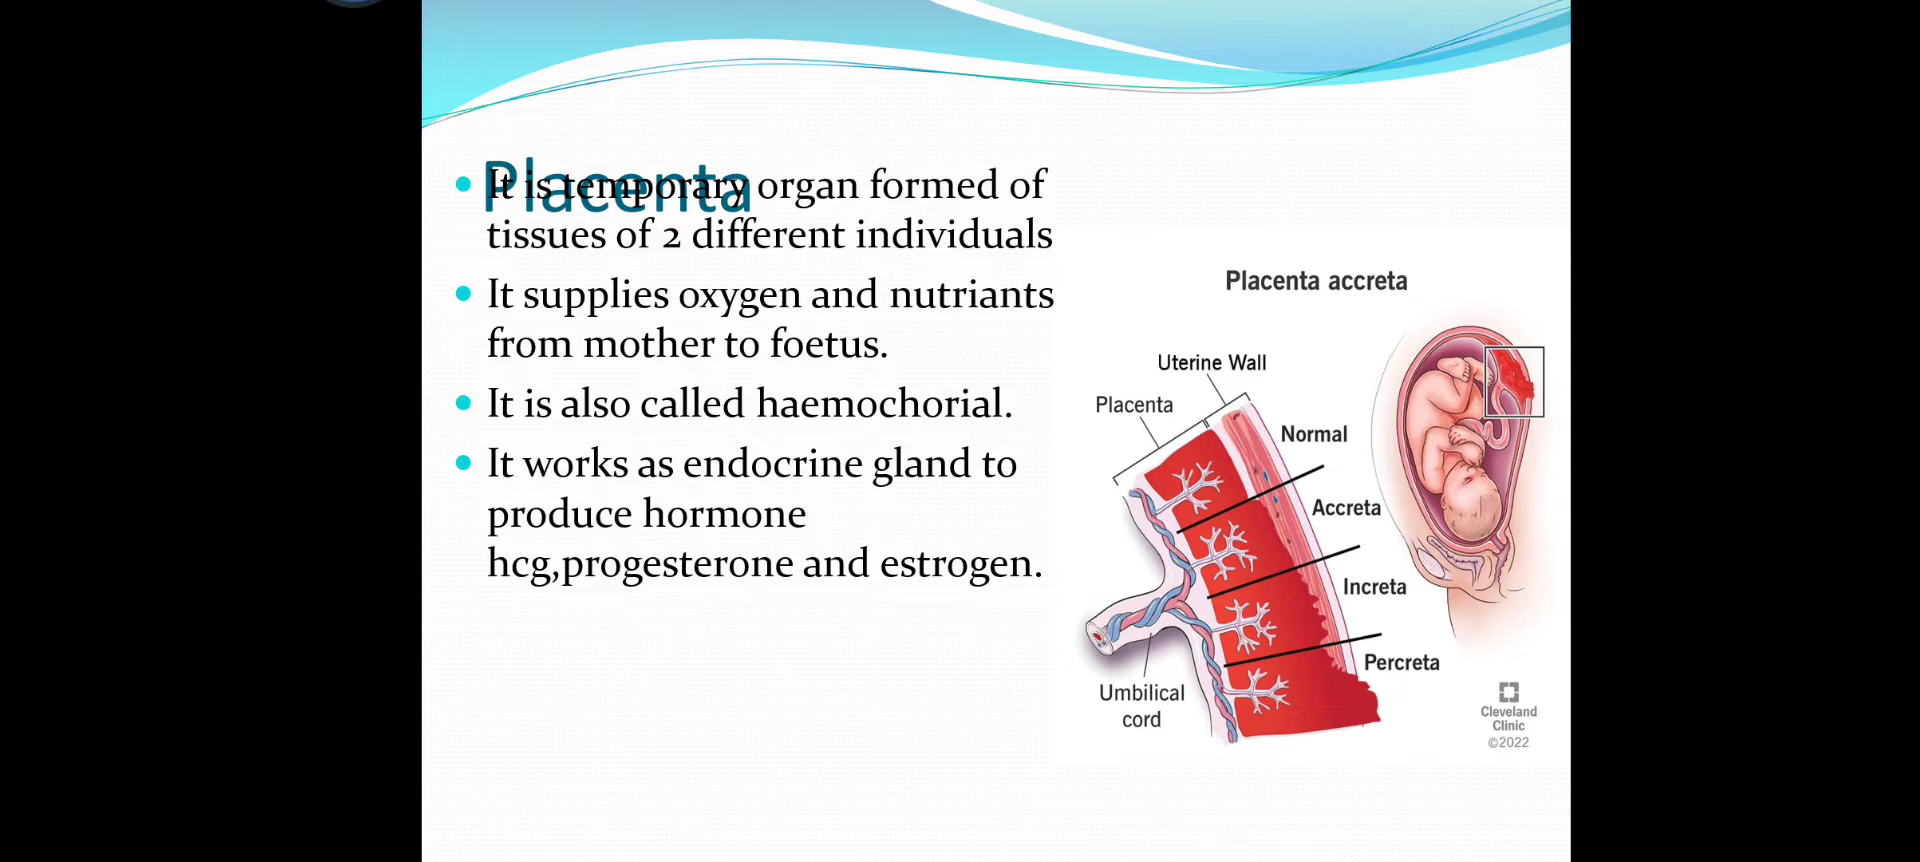 Placenta
It is temporary organ formed of
tissues of 2 different individuals
It supplies oxygen and nutriants
from mother to foetus.
It is also called haemochorial.
It works as endocrine gland to
produce hormone
hcg,progesterone and estrogen.
Placenta accreta
Uterine Wall
Placenta
Normal
Accreta
Increta
Percreta
Umbilical
cord
Cleveland
Clinic
©2022